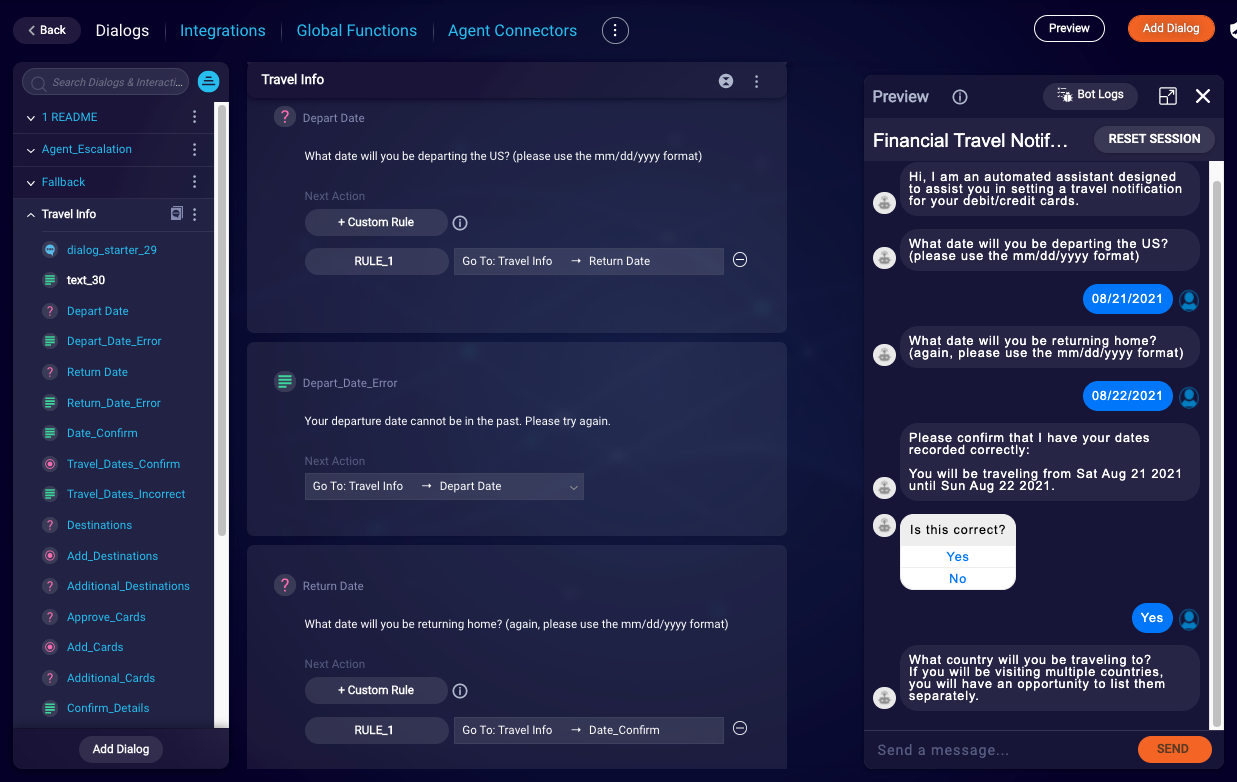 Back
Dialogs
Integrations
Global Functions
Agent Connectors
Preview
Add Dialog
Search Dialogs & Interacti...
1 README
Agent_Escalation
Fallback
Travel Info
dialog_starter_29
text_30
Depart Date
Depart_Date_Error
Return Date
Return_Date_Error
Date_Confirm
Travel_Dates_Confirm
Travel_Dates_Incorrect
Destinations
Add_Destinations
Additional_Destinations
Approve_Cards
Add_Cards
Additional_Cards
Confirm_Details
Add Dialog
Travel Info
? Depart Date
What date will you be departing the US? (please use the mm/dd/yyyy format)
Next Action
+ Custom Rule
RULE_1 Go To: Travel Info → Return Date
Depart_Date_Error
Your departure date cannot be in the past. Please try again.
Next Action
Go To: Travel Info → Depart Date
? Return Date
What date will you be returning home? (again, please use the mm/dd/yyyy format)
Next Action
+ Custom Rule
RULE_1 Go To: Travel Info → Date_Confirm
Preview
Bot Logs
Financial Travel Notif...
RESET SESSION
Hi, I am an automated assistant designed
to assist you in setting a travel notification
for your debit/credit cards.
What date will you be departing the US?
(please use the mm/dd/yyyy format)
08/21/2021
What date will you be returning home?
(again, please use the mm/dd/yyyy format)
08/22/2021
Please confirm that I have your dates
recorded correctly:
You will be traveling from Sat Aug 21 2021
until Sun Aug 22 2021.
Is this correct?
Yes
No
Yes
What country will you be traveling to?
If you will be visiting multiple countries,
you will have an opportunity to list them
separately.
Send a message...
SEND